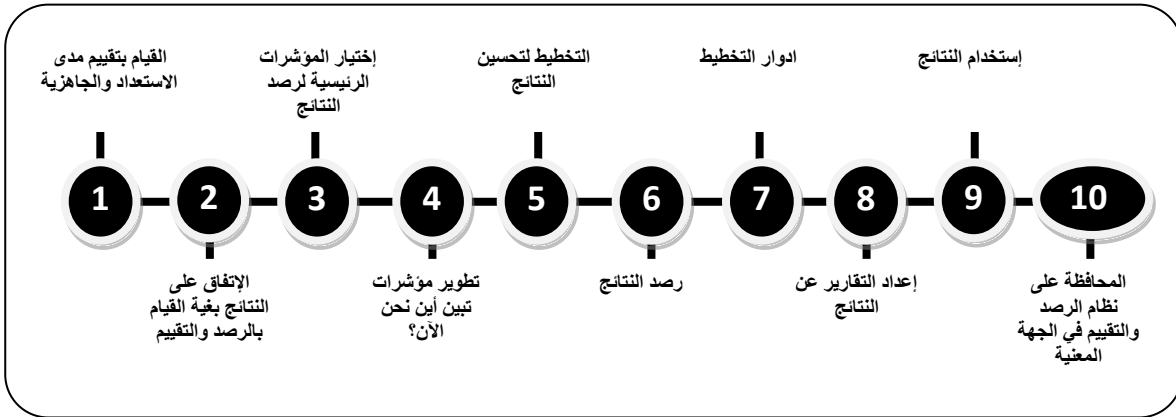 القيام بتقييم مدى
الاستعداد والجاهزية
إختيار المؤشرات
الرئيسية لرصد
النتائج
التخطيط لتحسين
النتائج
ادوار التخطيط
إستخدام النتائج
1
2
3
4
5
6
7
8
9
10
الإتفاق على
النتائج بغية القيام
بالرصد والتقييم
تطوير مؤشرات
تبين أين نحن
الآن؟
رصد النتائج
إعداد التقارير عن
النتائج
المحافظة على
نظام الرصد
والتقييم في الجهة
المعنية